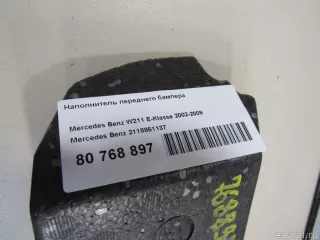 Наполнитель переднего бампера
Mercedes Benz W211 E-Klasse 2002-2009
Mercedes Benz 2118851137
80 768 897